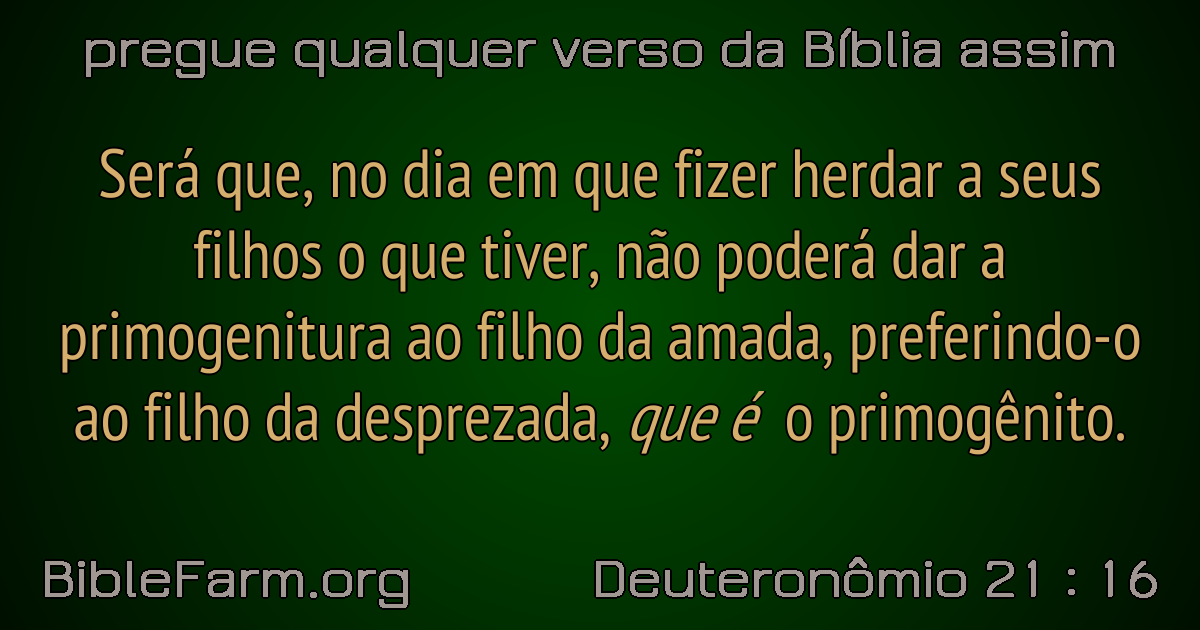 pregue qualquer verso da Bíblia assim
Será que, no dia em que fizer herdar a seus
filhos o que tiver, não poderá dar a
primogenitura ao filho da amada, preferindo-o
ao filho da desprezada, que é o primogênito.
BibleFarm.org
Deuteronômio 21 : 16